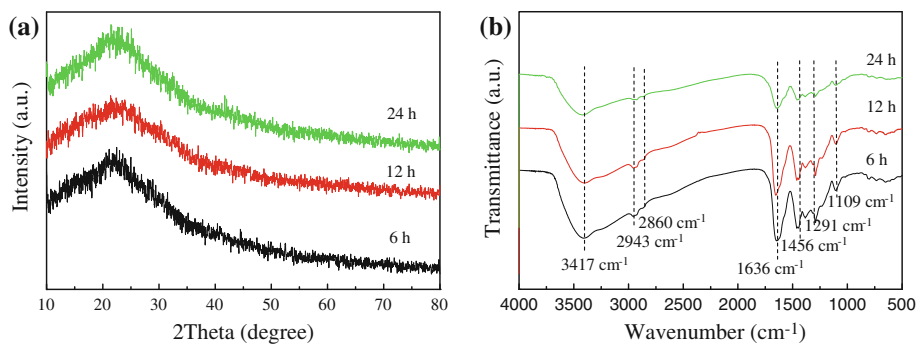 (a)
Intensity (a.u.)
24 h
12 h
6 h
10 20 30 40 50 60 70 80
2Theta (degree)
(b)
Transmittance (a.u.)
24 h
12 h
6 h
1109 cm-1
1291 cm-1
1456 cm-1
1636 cm-1
2860 cm-1
2943 cm-1
3417 cm-1
4000 3500 3000 2500 2000 1500 1000 500
Wavenumber (cm-1)